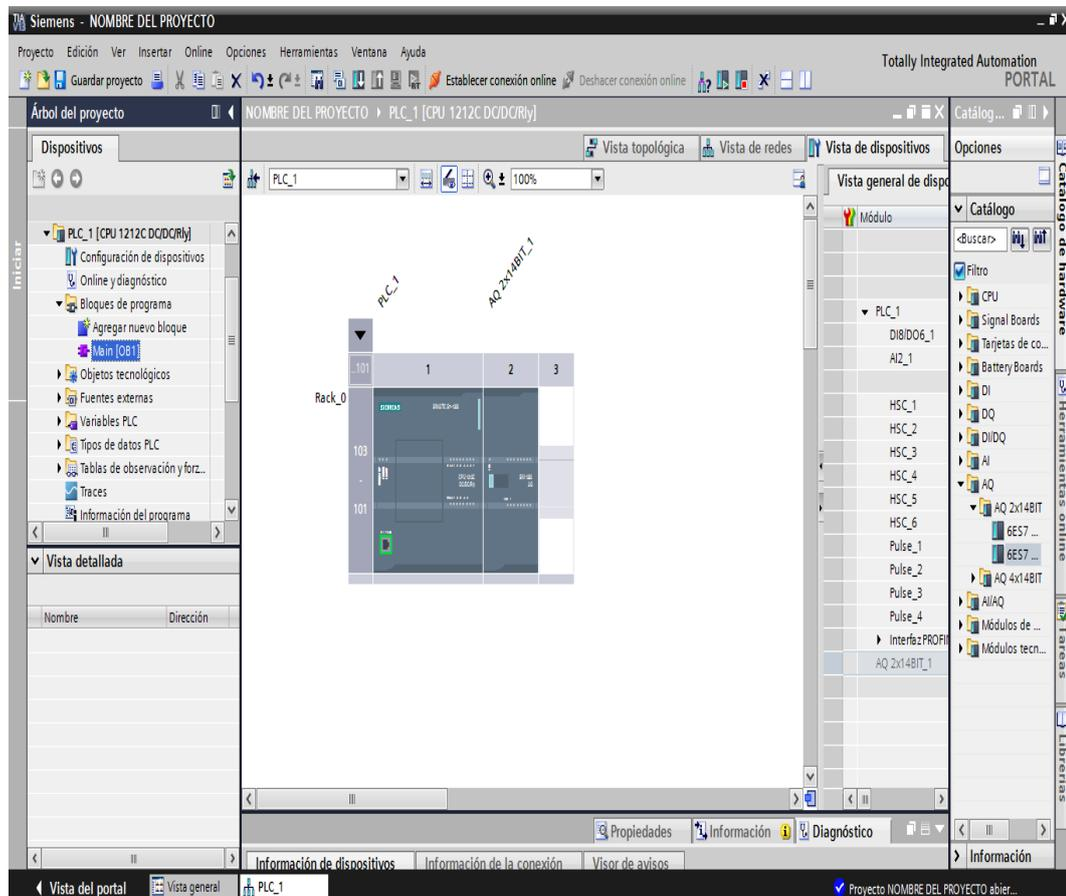 Siemens - NOMBRE DEL PROYECTO
Proyecto Edición Ver Insertar Online Opciones Herramientas Ventana Ayuda
Totally Integrated Automation
PORTAL
Guardar proyecto Establecer conexión online Deshacer conexión online
Árbol del proyecto
NOMBRE DEL PROYECTO PLC_1 [CPU 1212C DC/DC/Rly]
Catálog...
Dispositivos
Vista topológica Vista de redes Vista de dispositivos
Opciones
PLC_1
100%
Vista general de dispo
Catálogo
Módulo
<Buscar>
Filtro
PLC_1 [CPU 1212C DC/DC/Rly]
Configuración de dispositivos
Online y diagnóstico
Bloques de programa
Agregar nuevo bloque
Main [OB1]
Objetos tecnológicos
Fuentes externas
Variables PLC
Tipos de datos PLC
Tablas de observación y forz...
Traces
Información del programa
Iniciar
Vista detallada
Nombre Dirección
PLC_1
AQ 2x14BIT_1
..101 1 2 3
Rack_0
SIEMENS
103
-
101
PLC_1
DI8/DO6_1
AI2_1
HSC_1
HSC_2
HSC_3
HSC_4
HSC_5
HSC_6
Pulse_1
Pulse_2
Pulse_3
Pulse_4
Interfaz PROFI
AQ 2x14BIT_1
CPU
Signal Boards
Tarjetas de co...
Battery Boards
DI
DQ
DI/DQ
AI
AQ
AQ 2x14BIT
6ES7 ...
6ES7 ...
AQ 4x14BIT
AI/AQ
Módulos de ...
Módulos tecn...
Catálogo de hardware
Herramientas online
Tareas
Librerías
Propiedades Información Diagnóstico
Información de dispositivos Información de la conexión Visor de avisos
Información
Vista del portal Vista general PLC_1
Proyecto NOMBRE DEL PROYECTO abier...